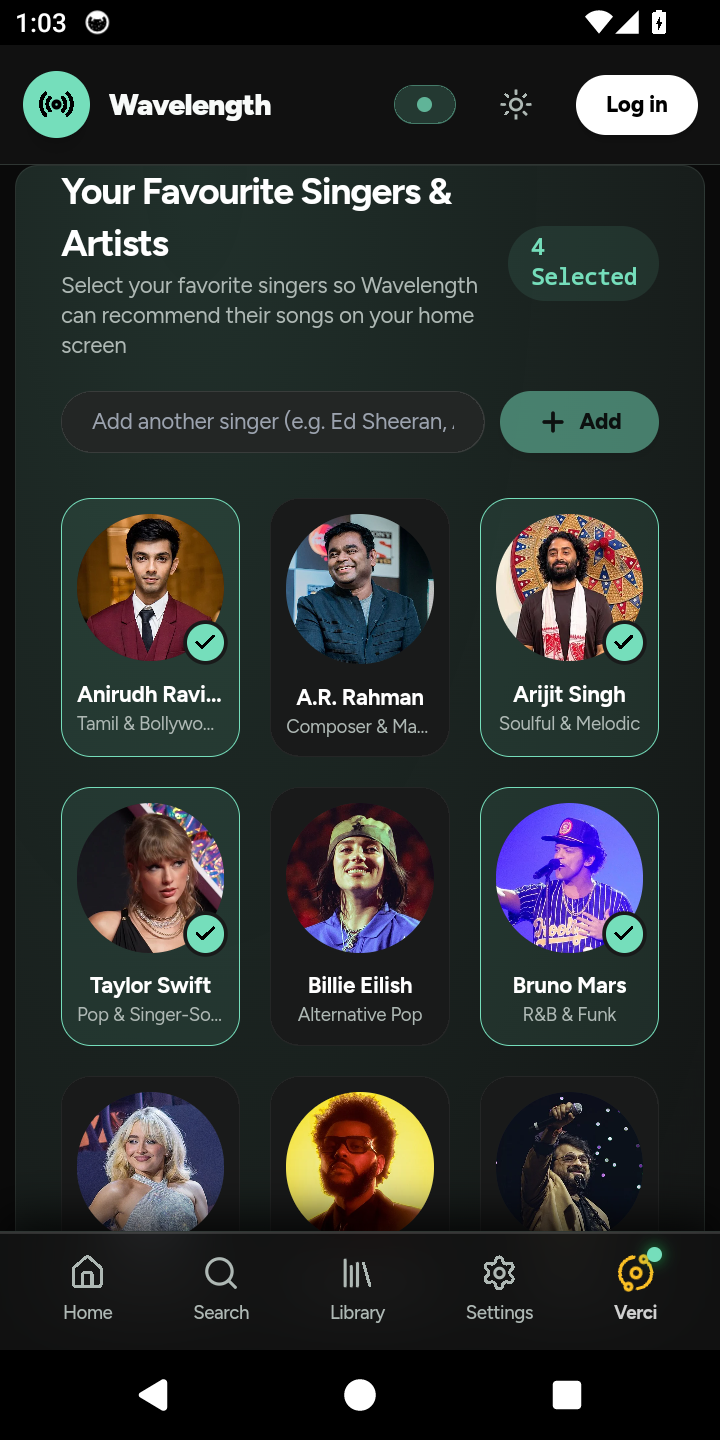 1:03
Wavelength
Log in
Your Favourite Singers &
Artists
4
Selected
Select your favorite singers so Wavelength
can recommend their songs on your home
screen
Add another singer (e.g. Ed Sheeran,
Add
Anirudh Ravi...
Tamil & Bollywo...
A.R. Rahman
Composer & Ma...
Arijit Singh
Soulful & Melodic
Taylor Swift
Pop & Singer-So...
Billie Eilish
Alternative Pop
Bruno Mars
R&B & Funk
Home
Search
Library
Settings
Verci